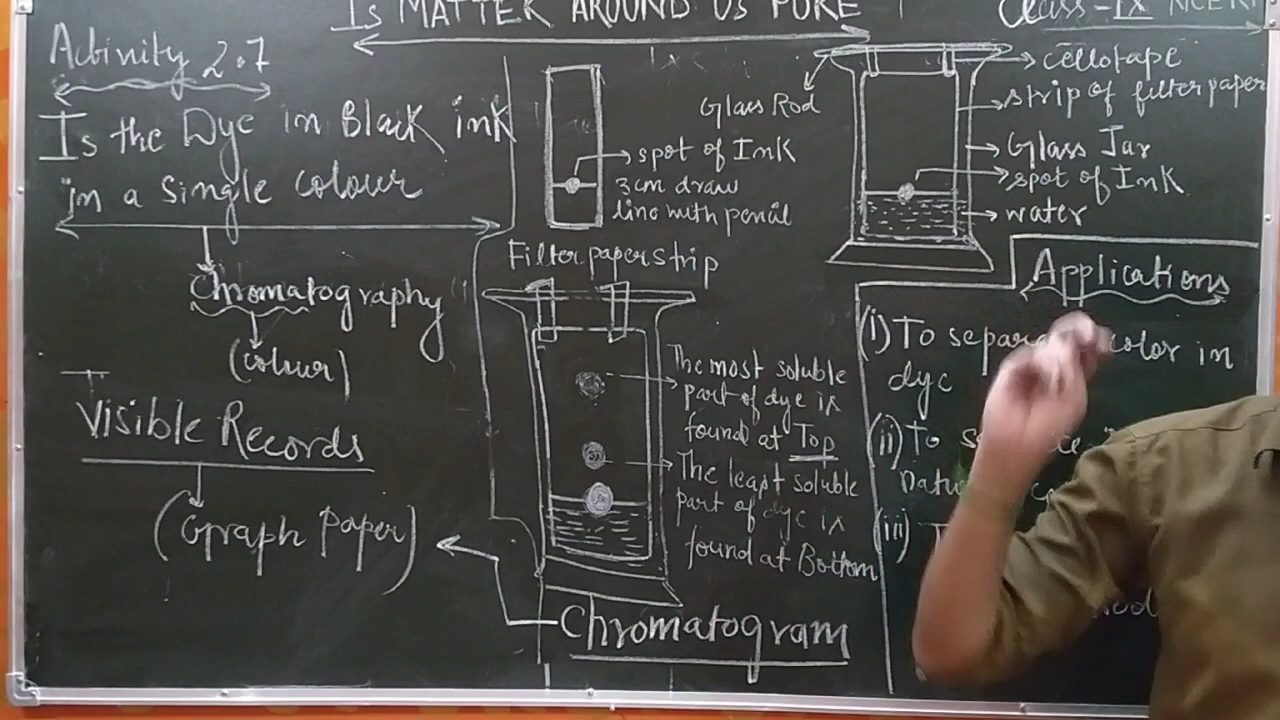 Is MATTER AROUND US PURE
Class-IX NCERT
Activity 2.7
Is the Dye in Black ink
in a single colour
Chromatography
(colour)
Visible Records
(Graph paper)
spot of Ink
3cm draw
line with pencil
Filter paper strip
Glass Rod
cellotape
strip of filter paper
Glass Jar
spot of Ink
water
The most soluble
part of dye is
found at Top
The least soluble
part of dye is
found at Bottom
Chromatogram
Applications
(i) To color in
dye
(ii) To
(iii)